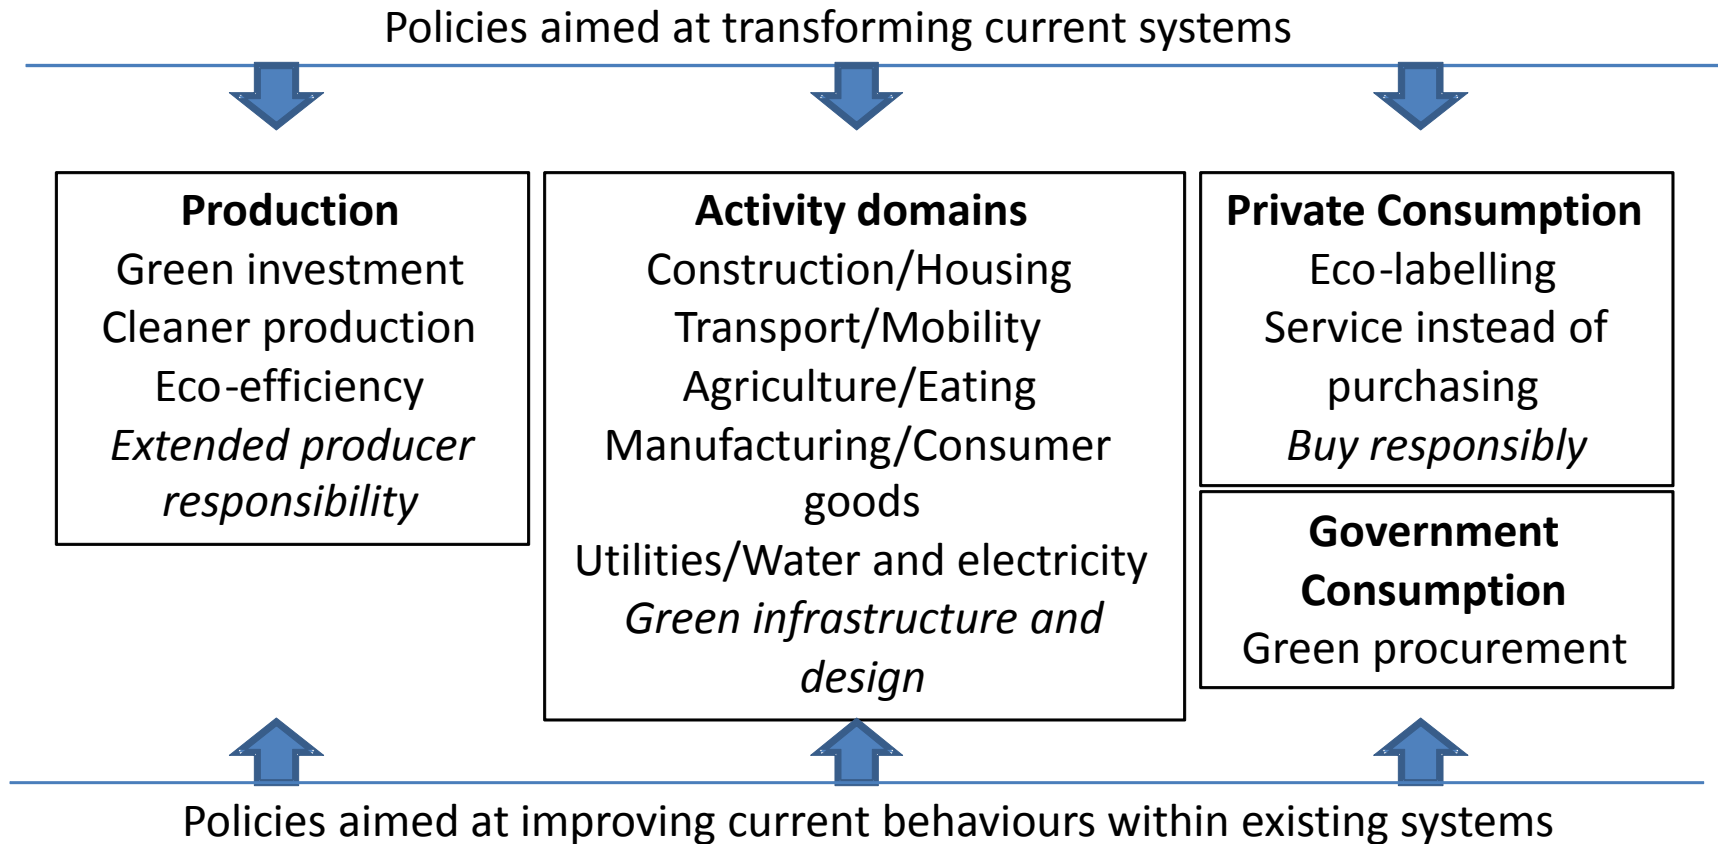 Policies aimed at transforming current systems
Production
Green investment
Cleaner production
Eco-efficiency
Extended producer
responsibility
Activity domains
Construction/Housing
Transport/Mobility
Agriculture/Eating
Manufacturing/Consumer
goods
Utilities/Water and electricity
Green infrastructure and
design
Private Consumption
Eco-labelling
Service instead of
purchasing
Buy responsibly
Government
Consumption
Green procurement
Policies aimed at improving current behaviours within existing systems